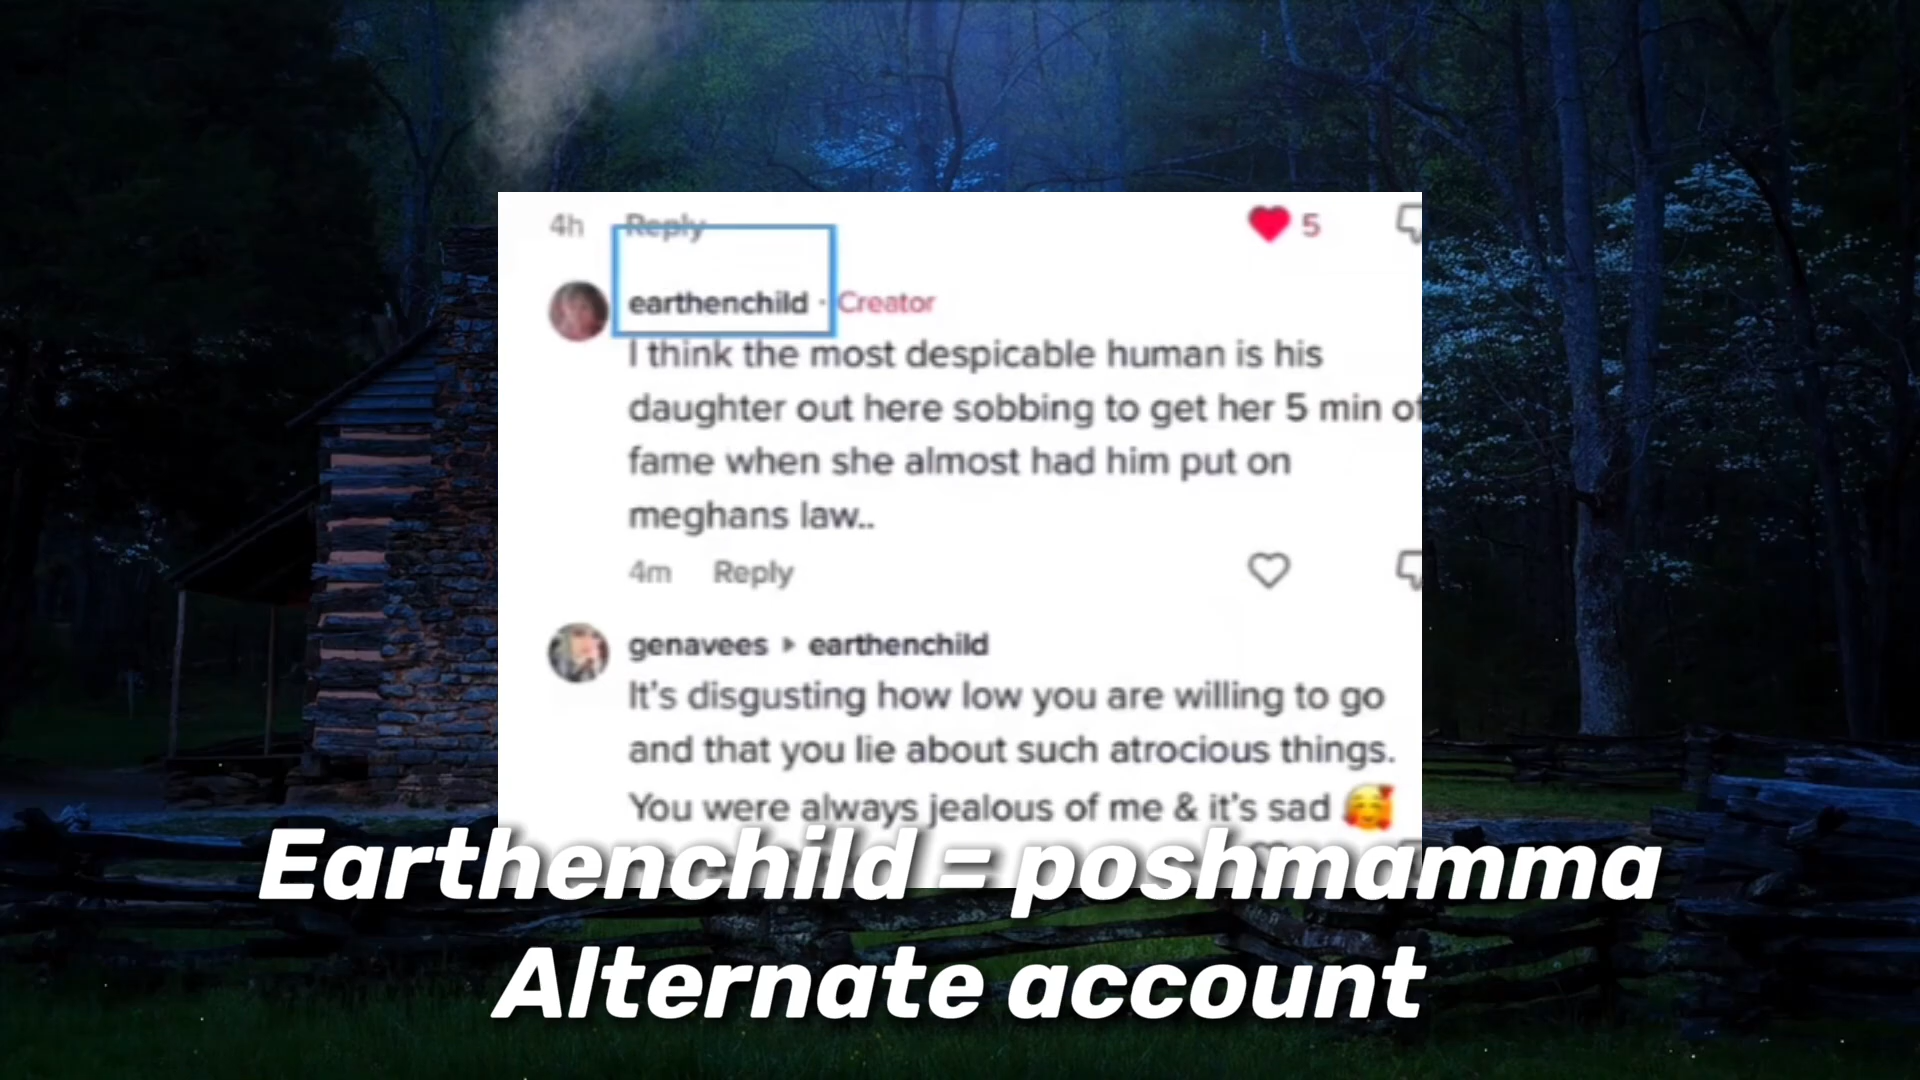 4h Reply 5
earthenchild · Creator
I think the most despicable human is his
daughter out here sobbing to get her 5 min of
fame when she almost had him put on
meghans law..
4m Reply
genavees ▸ earthenchild
It's disgusting how low you are willing to go
and that you lie about such atrocious things.
You were always jealous of me & it's sad 🥰
Earthenchild = poshmamma
Alternate account